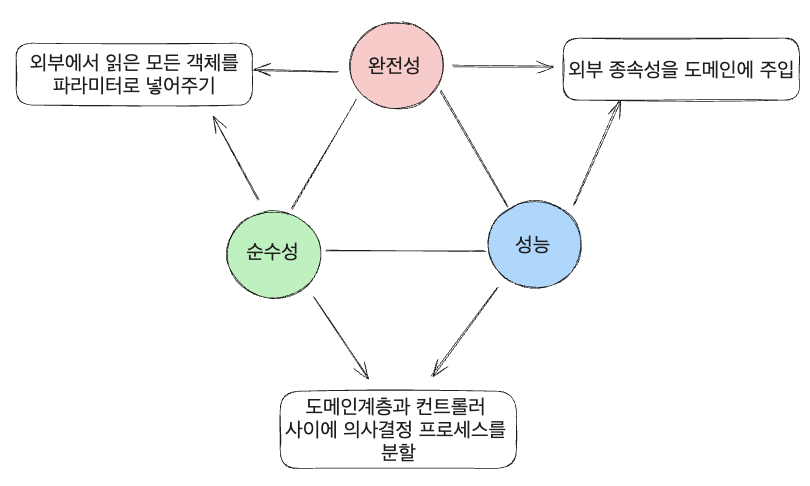 완전성
외부에서 읽은 모든 객체를
파라미터로 넣어주기
외부 종속성을 도메인에 주입
순수성
성능
도메인계층과 컨트롤러
사이에 의사결정 프로세스를
분할